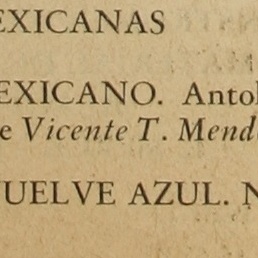 EXICANAS
EXICANO. Antol
e Vicente T. Mend
UELVE AZUL. N